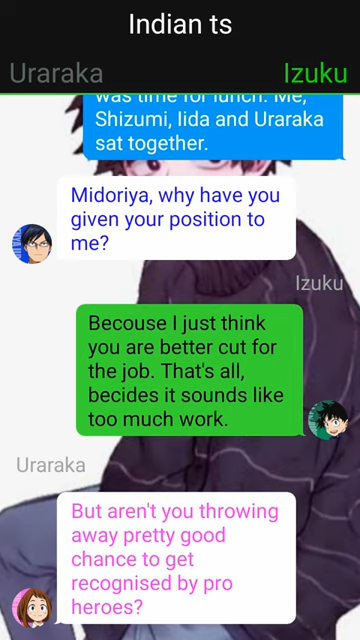 Indian ts
Uraraka
Izuku
was time for lunch. Me,
Shizumi, Iida and Uraraka
sat together.
Midoriya, why have you
given your position to
me?
Izuku
Becouse I just think
you are better cut for
the job. That's all,
becides it sounds like
too much work.
Uraraka
But aren't you throwing
away pretty good
chance to get
recognised by pro
heroes?